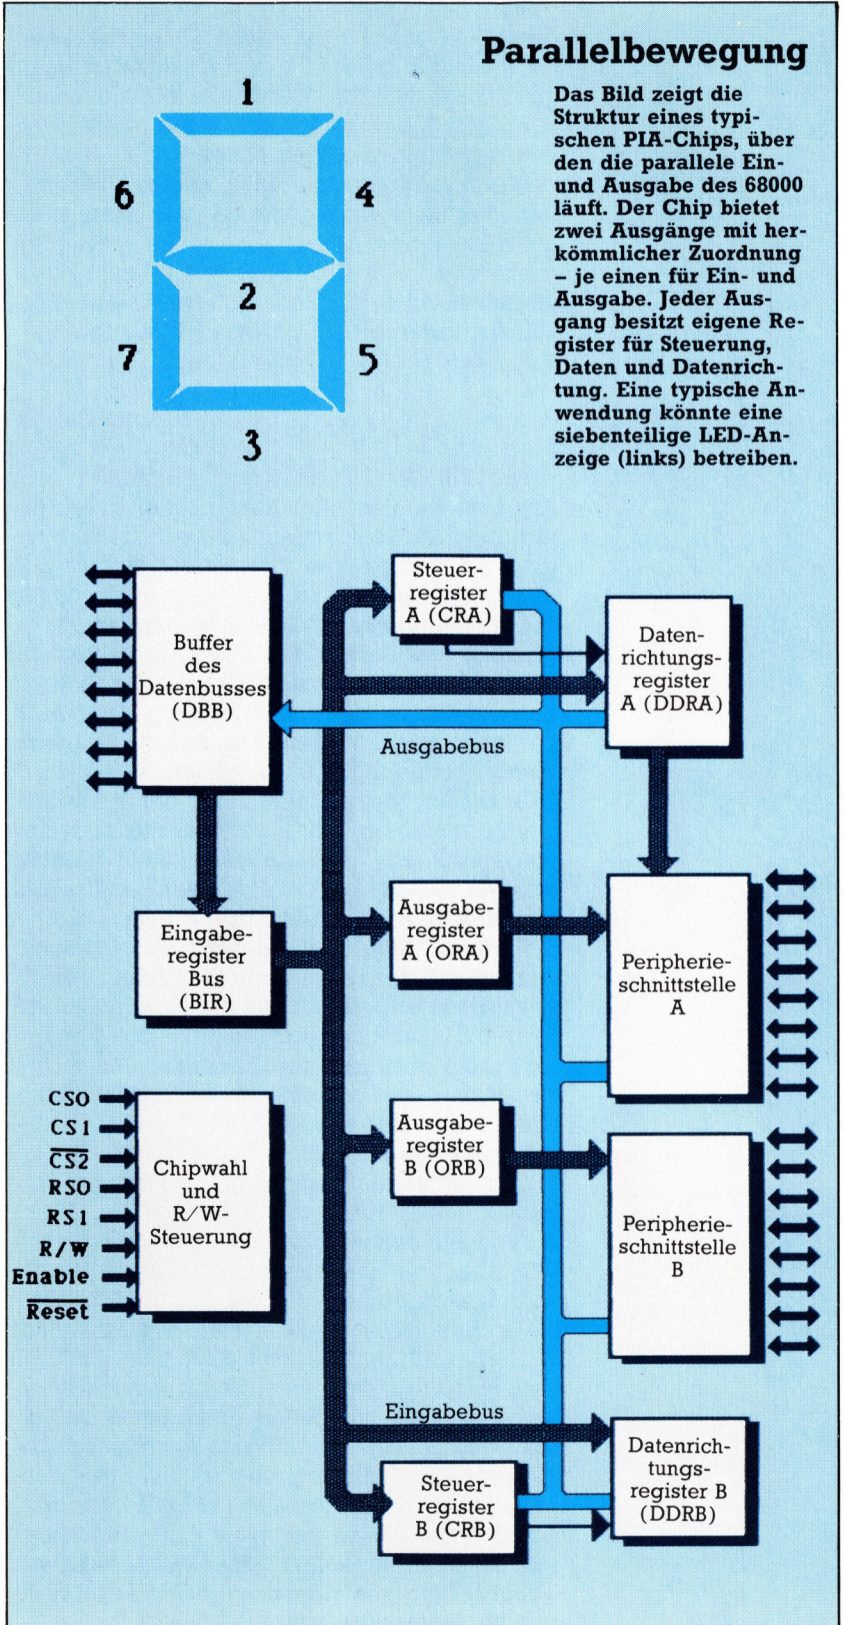 Parallelbewegung
Das Bild zeigt die
Struktur eines typi-
schen PIA-Chips, über
den die parallele Ein-
und Ausgabe des 68000
läuft. Der Chip bietet
zwei Ausgänge mit her-
kömmlicher Zuordnung
– je einen für Ein- und
Ausgabe. Jeder Aus-
gang besitzt eigene Re-
gister für Steuerung,
Daten und Datenrich-
tung. Eine typische An-
wendung könnte eine
siebenteilige LED-An-
zeige (links) betreiben.
1
6
4
2
7
5
3
Steuer-
register
A (CRA)
Buffer
des
Datenbusses
(DBB)
Daten-
richtungs-
register
A (DDRA)
Ausgabebus
Eingabe-
register
Bus
(BIR)
Ausgabe-
register
A (ORA)
Peripherie-
schnittstelle
A
CS0
CS1
C̅S̅2̅
RS0
RS1
R/W
Enable
R̅e̅s̅e̅t̅
Chipwahl
und
R/W-
Steuerung
Ausgabe-
register
B (ORB)
Peripherie-
schnittstelle
B
Eingabebus
Steuer-
register
B (CRB)
Datenrich-
tungs-
register B
(DDRB)